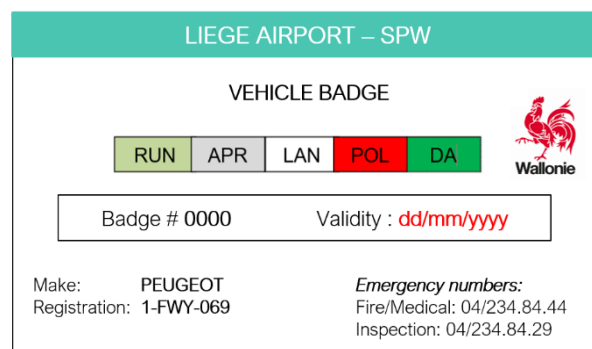 LIEGE AIRPORT – SPW
VEHICLE BADGE
RUN APR LAN POL DA
Wallonie
Badge # 0000 Validity : dd/mm/yyyy
Make: PEUGEOT
Registration: 1-FWY-069
Emergency numbers:
Fire/Medical: 04/234.84.44
Inspection: 04/234.84.29